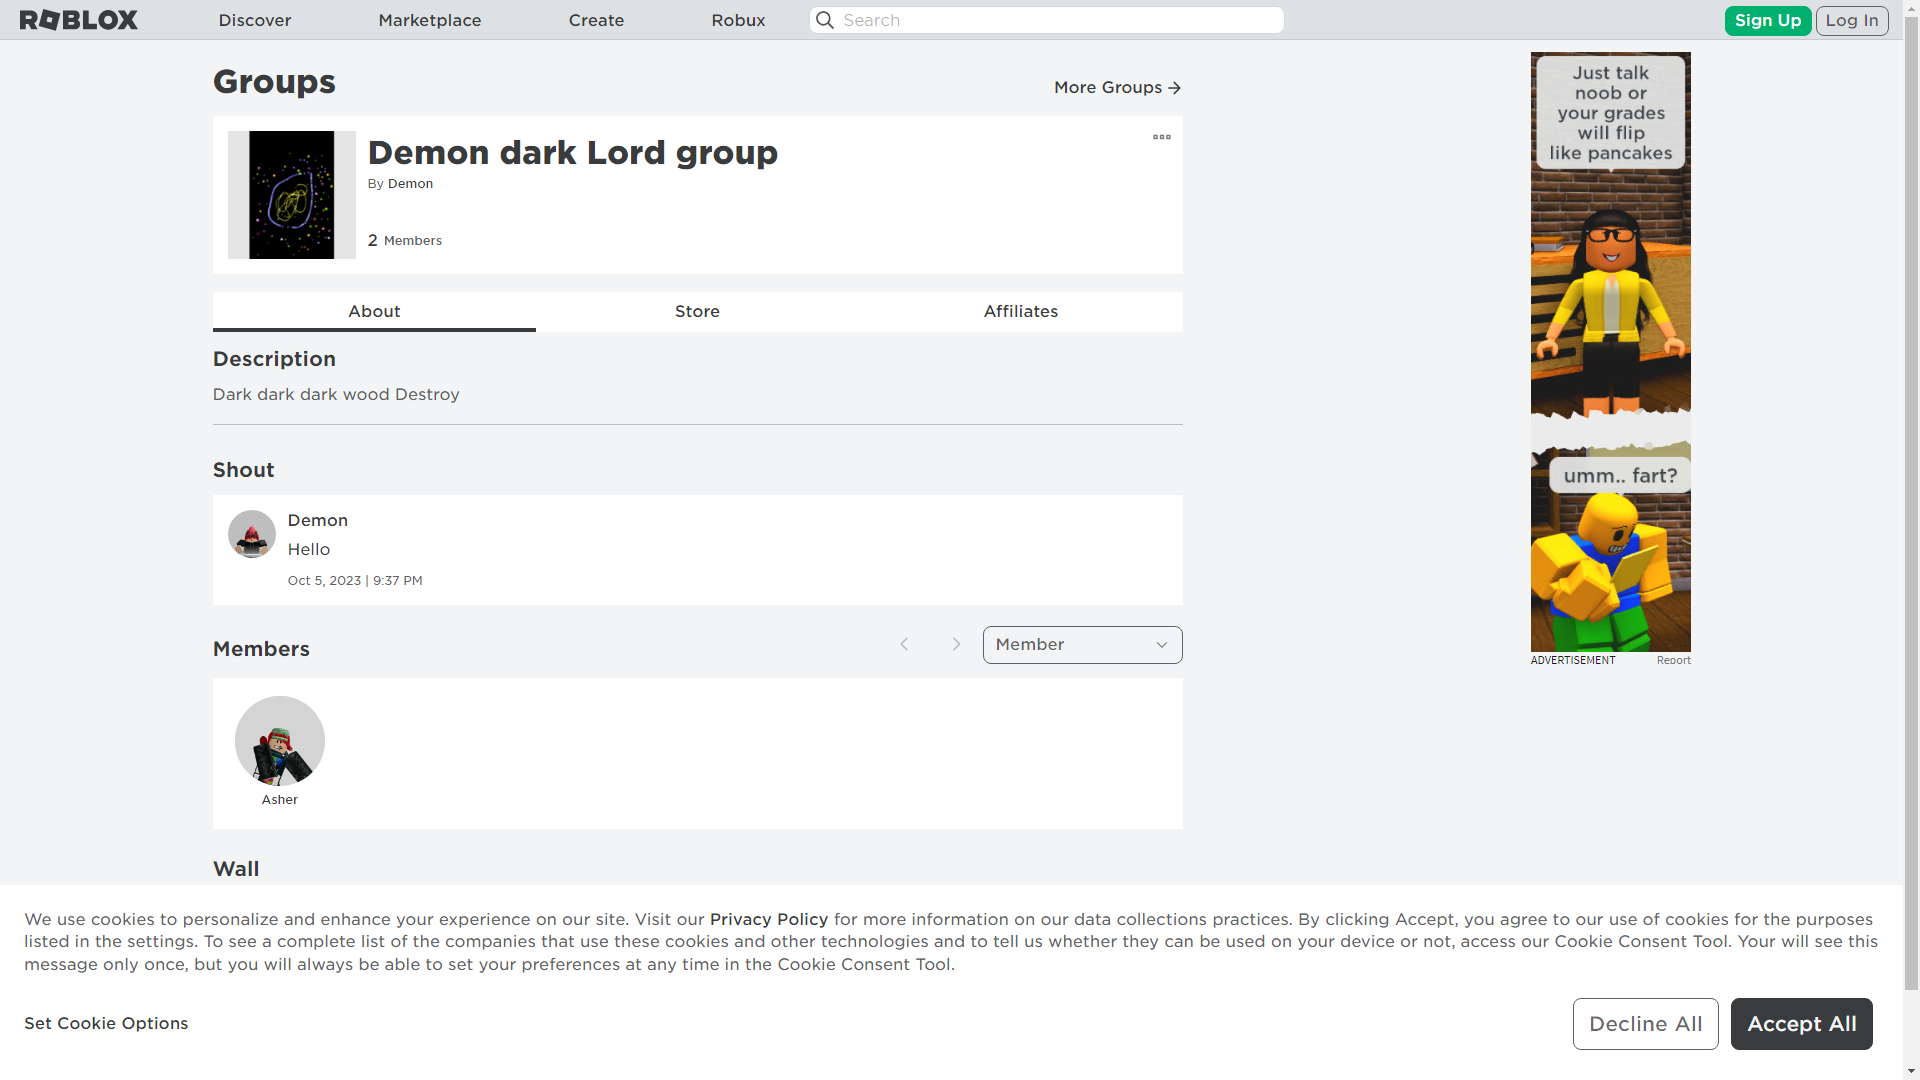 ROBLOX
Discover
Marketplace
Create
Robux
Search
Sign Up
Log In
Groups
More Groups
Demon dark Lord group
By Demon
2 Members
About
Store
Affiliates
Description
Dark dark dark wood Destroy
Shout
Demon
Hello
Oct 5, 2023 | 9:37 PM
Members
Member
Asher
Wall
Just talk
noob or
your grades
will flip
like pancakes
umm.. fart?
ADVERTISEMENT
Report
We use cookies to personalize and enhance your experience on our site. Visit our Privacy Policy for more information on our data collections practices. By clicking Accept, you agree to our use of cookies for the purposes
listed in the settings. To see a complete list of the companies that use these cookies and other technologies and to tell us whether they can be used on your device or not, access our Cookie Consent Tool. Your will see this
message only once, but you will always be able to set your preferences at any time in the Cookie Consent Tool.
Set Cookie Options
Decline All
Accept All